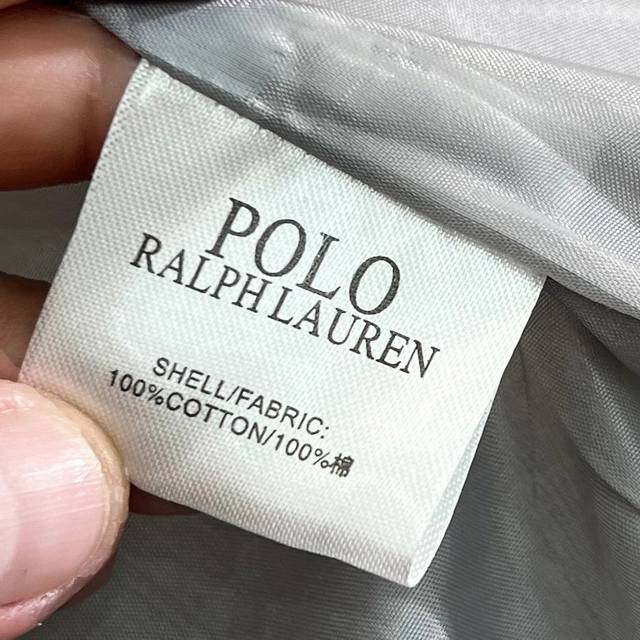 POLO
RALPH LAUREN
SHELL/FABRIC:
100%COTTON/100%棉